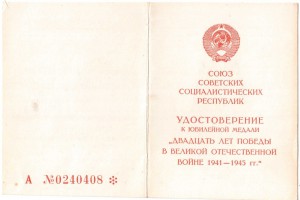 А №0240408 ✻
СОЮЗ
СОВЕТСКИХ
СОЦИАЛИСТИЧЕСКИХ
РЕСПУБЛИК
УДОСТОВЕРЕНИЕ
К ЮБИЛЕЙНОЙ МЕДАЛИ
„ДВАДЦАТЬ ЛЕТ ПОБЕДЫ
В ВЕЛИКОЙ ОТЕЧЕСТВЕННОЙ
ВОЙНЕ 1941—1945 гг.“